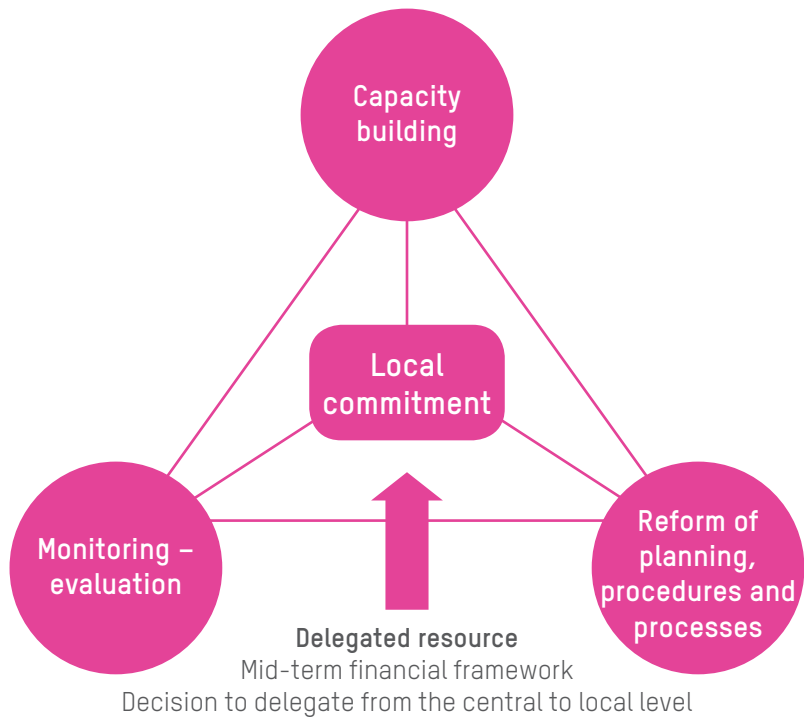 Capacity
building
Local
commitment
Monitoring –
evaluation
Reform of
planning,
procedures and
processes
Delegated resource
Mid-term financial framework
Decision to delegate from the central to local level